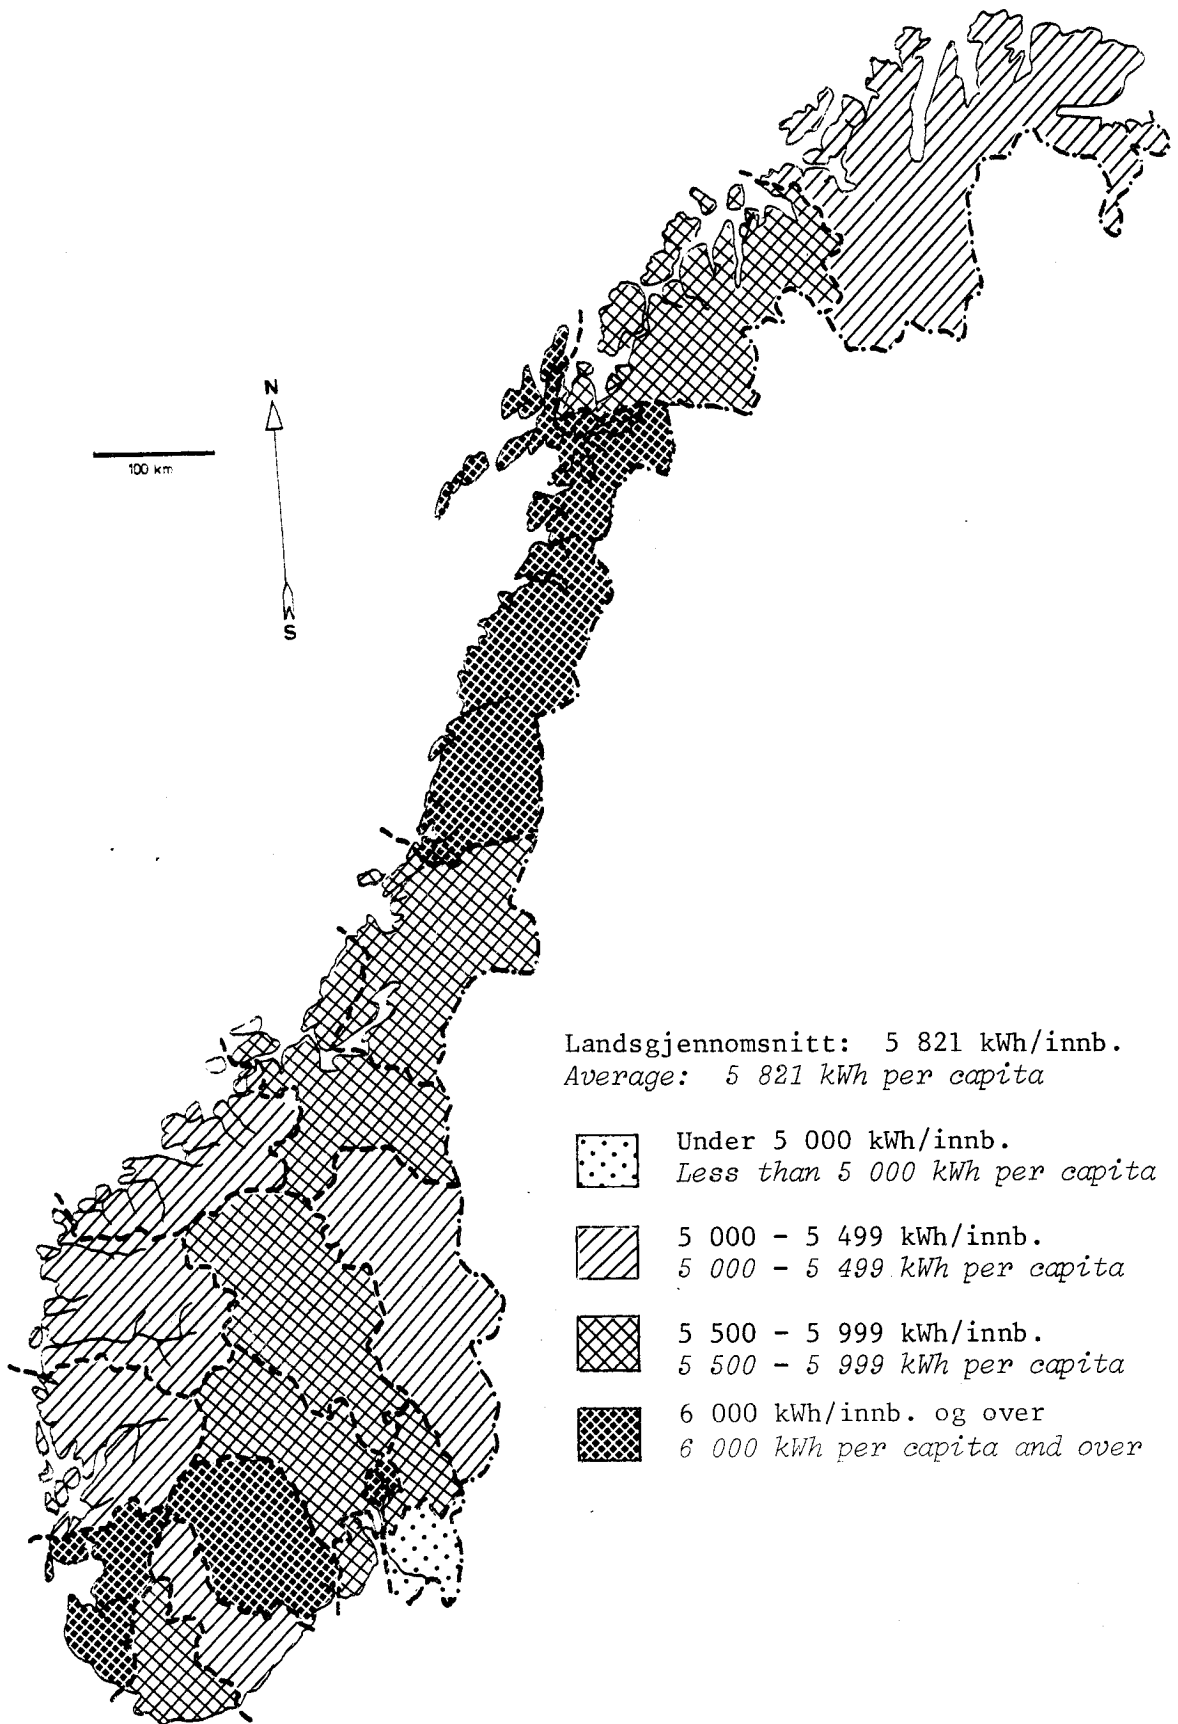 N
100 km
S
Landsgjennomsnitt: 5 821 kWh/innb.
Average: 5 821 kWh per capita
Under 5 000 kWh/innb.
Less than 5 000 kWh per capita
5 000 - 5 499 kWh/innb.
5 000 - 5 499 kWh per capita
5 500 - 5 999 kWh/innb.
5 500 - 5 999 kWh per capita
6 000 kWh/innb. og over
6 000 kWh per capita and over